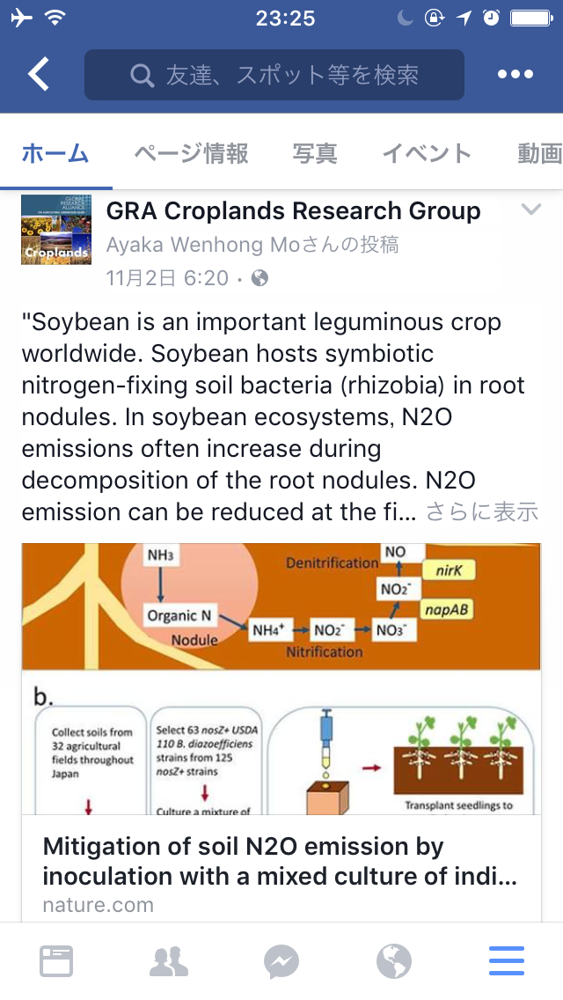 23:25
友達、スポット等を検索
ホーム ページ情報 写真 イベント 動画
GLOBAL
RESEARCH
ALLIANCE
Croplands
GRA Croplands Research Group
Ayaka Wenhong Moさんの投稿
11月2日 6:20 ·
"Soybean is an important leguminous crop
worldwide. Soybean hosts symbiotic
nitrogen-fixing soil bacteria (rhizobia) in root
nodules. In soybean ecosystems, N2O
emissions often increase during
decomposition of the root nodules. N2O
emission can be reduced at the fi... さらに表示
NH3
Organic N
Nodule
NH4+
NO2-
NO3-
Nitrification
Denitrification
NO
NO2-
nirK
napAB
b.
Collect soils from
32 agricultural
fields throughout
Japan
Select 63 nosZ+ USDA
110 B. diazoefficiens
strains from 125
nosZ+ strains
Culture a mixture of
Transplant seedlings to
Mitigation of soil N2O emission by
inoculation with a mixed culture of indi...
nature.com